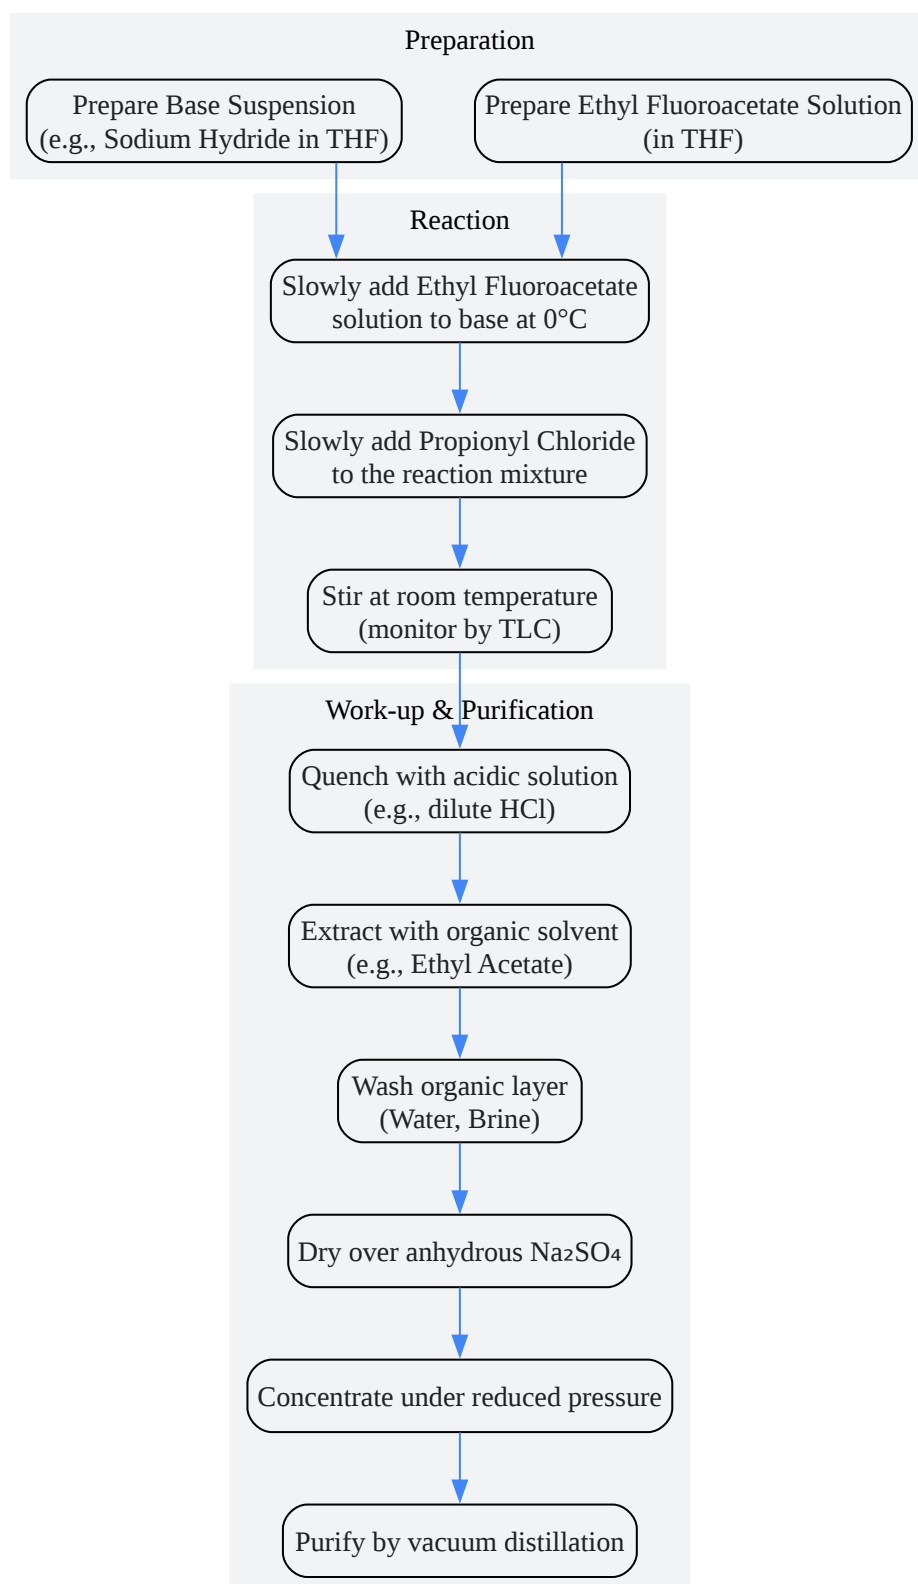 Preparation
Prepare Base Suspension
(e.g., Sodium Hydride in THF)
Prepare Ethyl Fluoroacetate Solution
(in THF)
Reaction
Slowly add Ethyl Fluoroacetate
solution to base at 0°C
Slowly add Propionyl Chloride
to the reaction mixture
Stir at room temperature
(monitor by TLC)
Work-up & Purification
Quench with acidic solution
(e.g., dilute HCl)
Extract with organic solvent
(e.g., Ethyl Acetate)
Wash organic layer
(Water, Brine)
Dry over anhydrous Na₂SO₄
Concentrate under reduced pressure
Purify by vacuum distillation